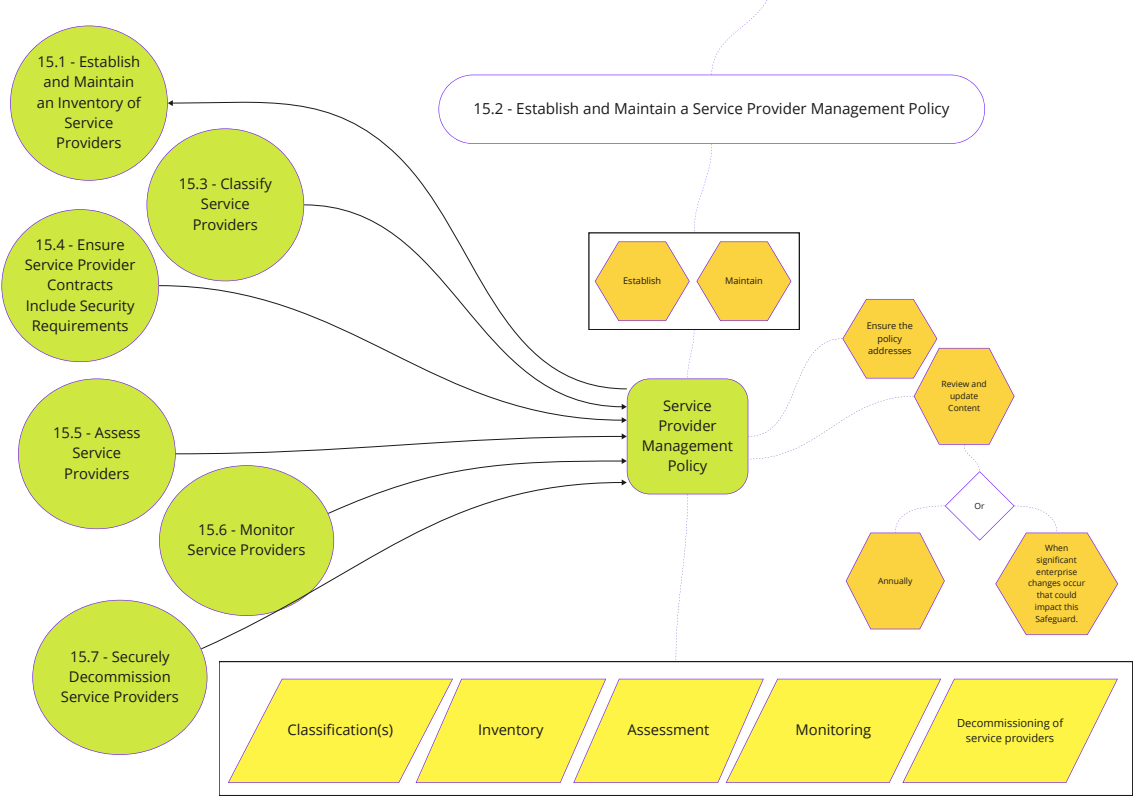 15.1 - Establish
and Maintain
an Inventory of
Service
Providers
15.2 - Establish and Maintain a Service Provider Management Policy
15.3 - Classify
Service
Providers
15.4 - Ensure
Service Provider
Contracts
Include Security
Requirements
Establish
Maintain
Ensure the
policy
addresses
Review and
update
Content
Service
Provider
Management
Policy
15.5 - Assess
Service
Providers
15.6 - Monitor
Service Providers
Or
Annually
When
significant
enterprise
changes occur
that could
impact this
Safeguard.
15.7 - Securely
Decommission
Service Providers
Classification(s)
Inventory
Assessment
Monitoring
Decommissioning of
service providers